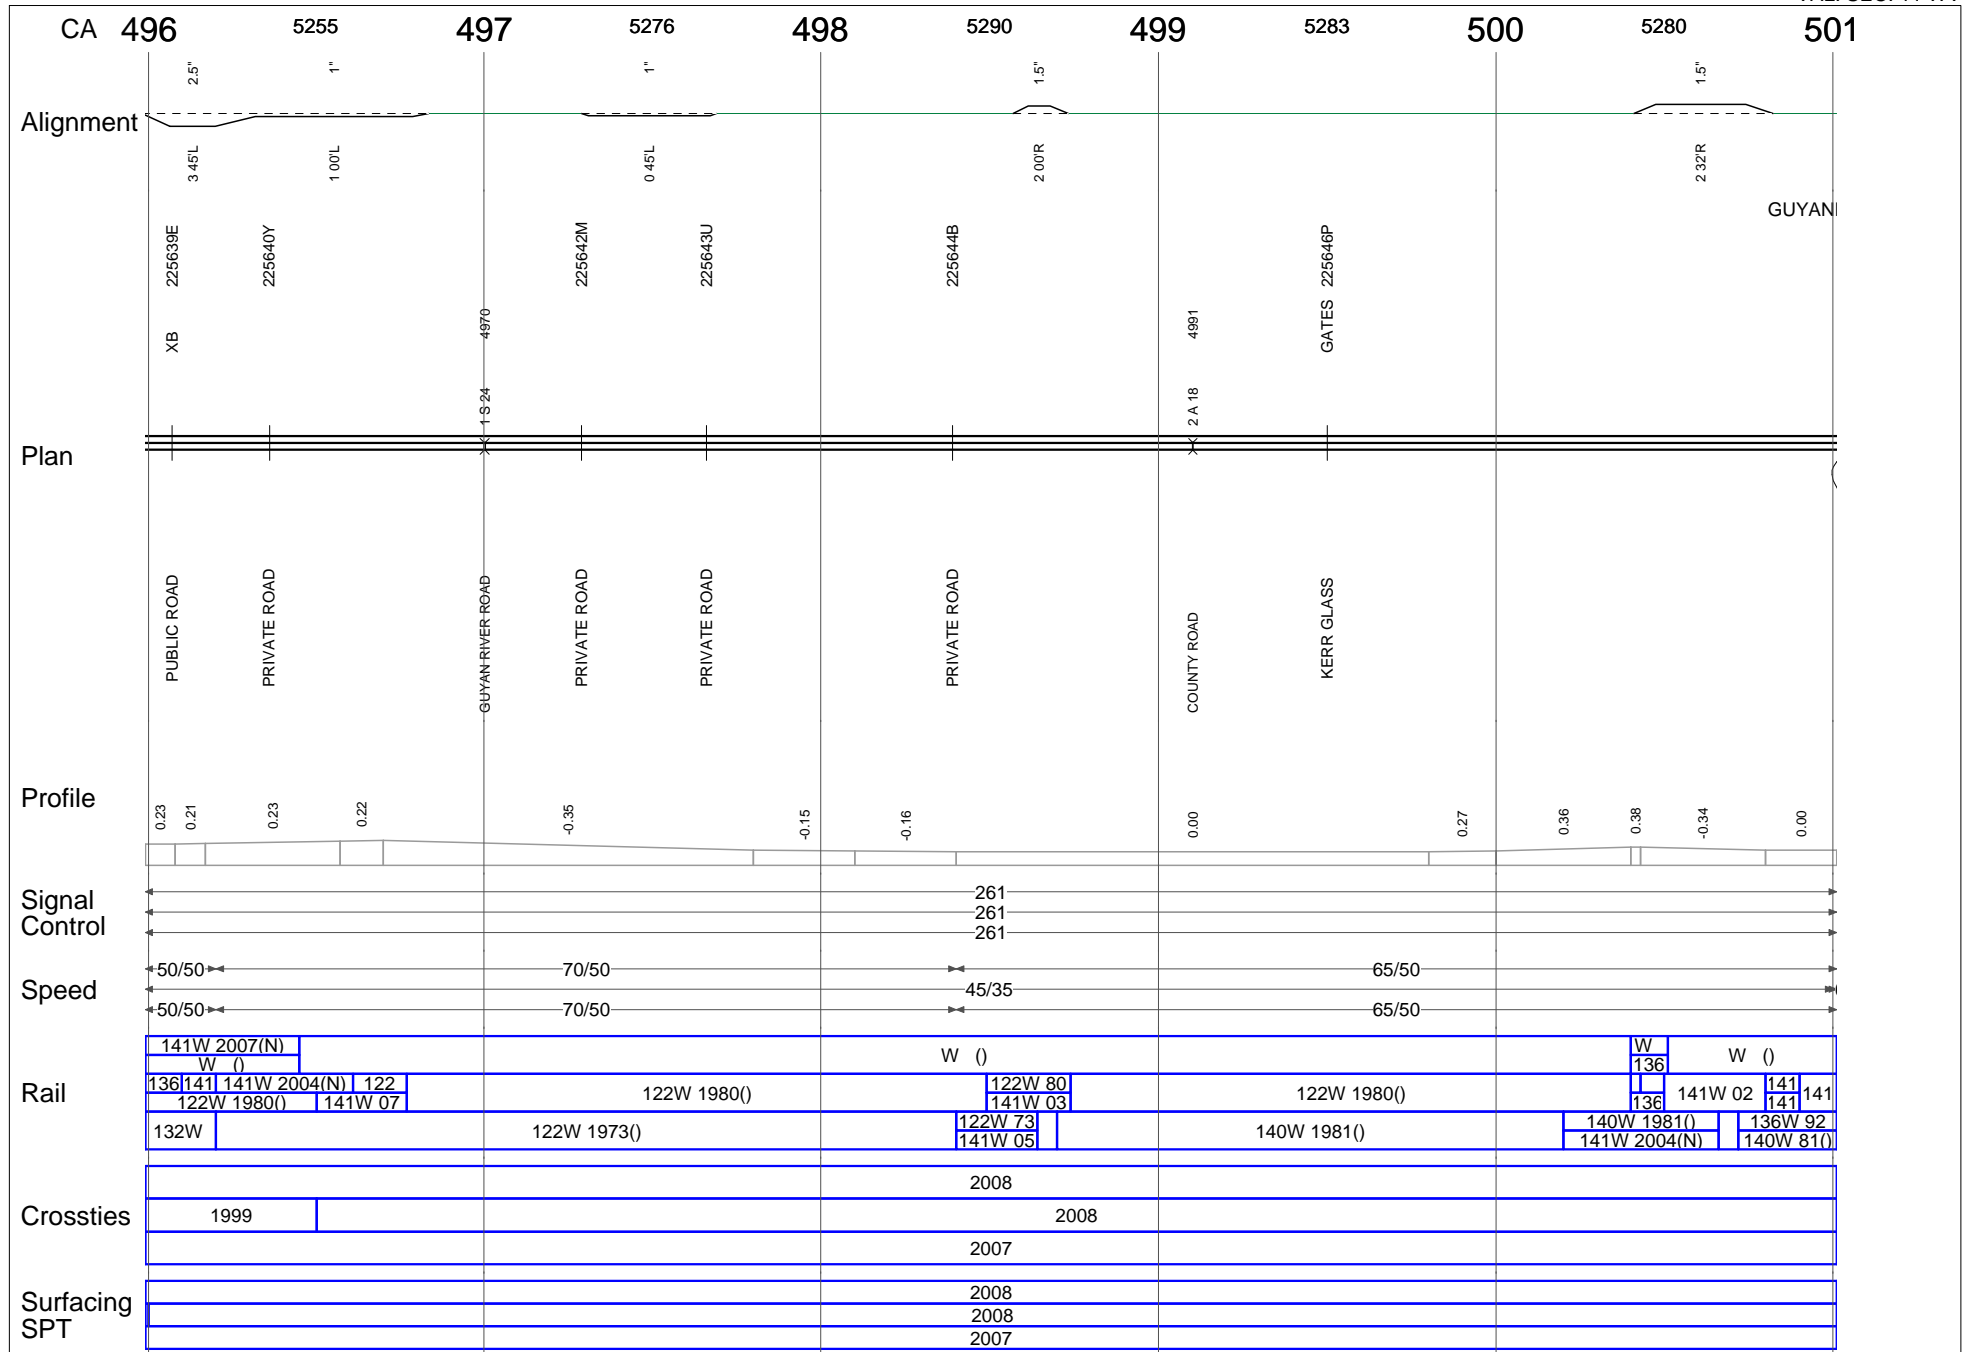 CA 496 5255 497 5276 498 5290 499 5283 500 5280 501
2.5" 1" 1" 1.5" 1.5"
Alignment
3 45'L 1 00'L 0 45'L 2 00'R 2 32'R
GUYAN
225639E 225640Y 225642M 225643U 225644B 225646P
XB 4970 4991 GATES
1 S 24 2 A 18
Plan
PUBLIC ROAD PRIVATE ROAD GUYAN RIVER ROAD PRIVATE ROAD PRIVATE ROAD PRIVATE ROAD COUNTY ROAD KERR GLASS
Profile
0.23 0.21 0.23 0.22 -0.35 -0.15 -0.16 0.00 0.27 0.36 0.38 -0.34 0.00
Signal
Control
261
261
261
Speed
50/50 70/50 65/50
45/35
50/50 70/50 65/50
Rail
141W 2007(N) W () W
W () 136 W ()
136 141 141W 2004(N) 122 122W 1980() 122W 80 122W 1980() 141W 02 141 141
122W 1980() 141W 07 141W 03 136 141
132W 122W 1973() 122W 73 140W 1981() 140W 1981() 136W 92
141W 05 141W 2004(N) 140W 81()
Crossties
2008
1999 2008
2007
Surfacing
SPT
2008
2008
2007